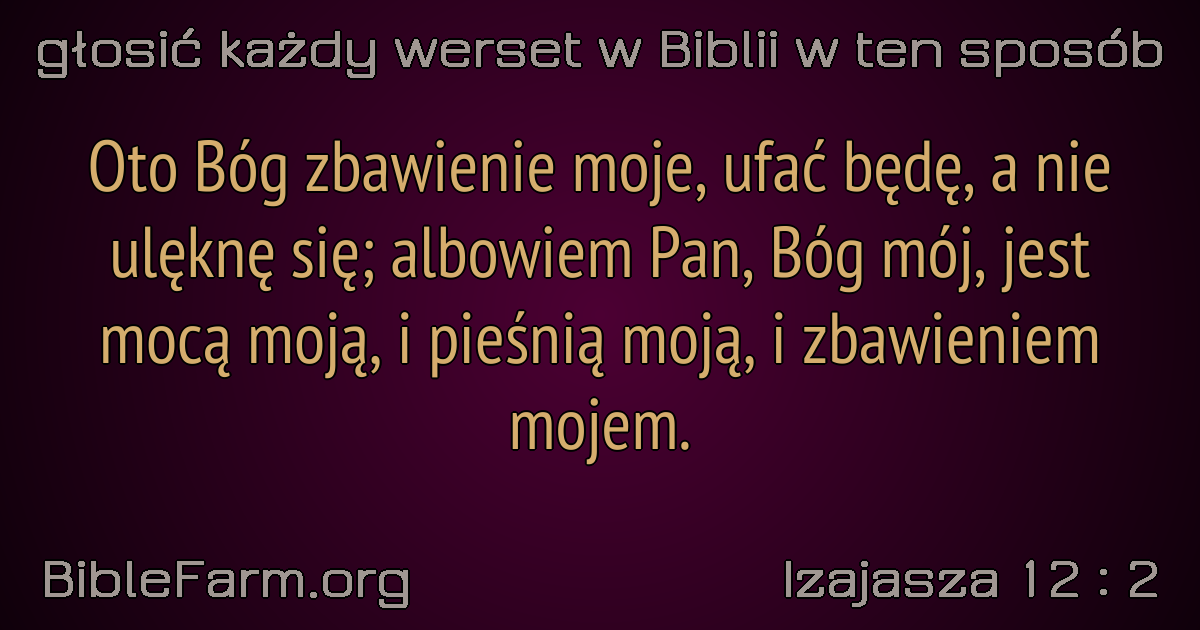 głosić każdy werset w Biblii w ten sposób
Oto Bóg zbawienie moje, ufać będę, a nie
ulęknę się; albowiem Pan, Bóg mój, jest
mocą moją, i pieśnią moją, i zbawieniem
mojem.
BibleFarm.org
Izajasza 12 : 2